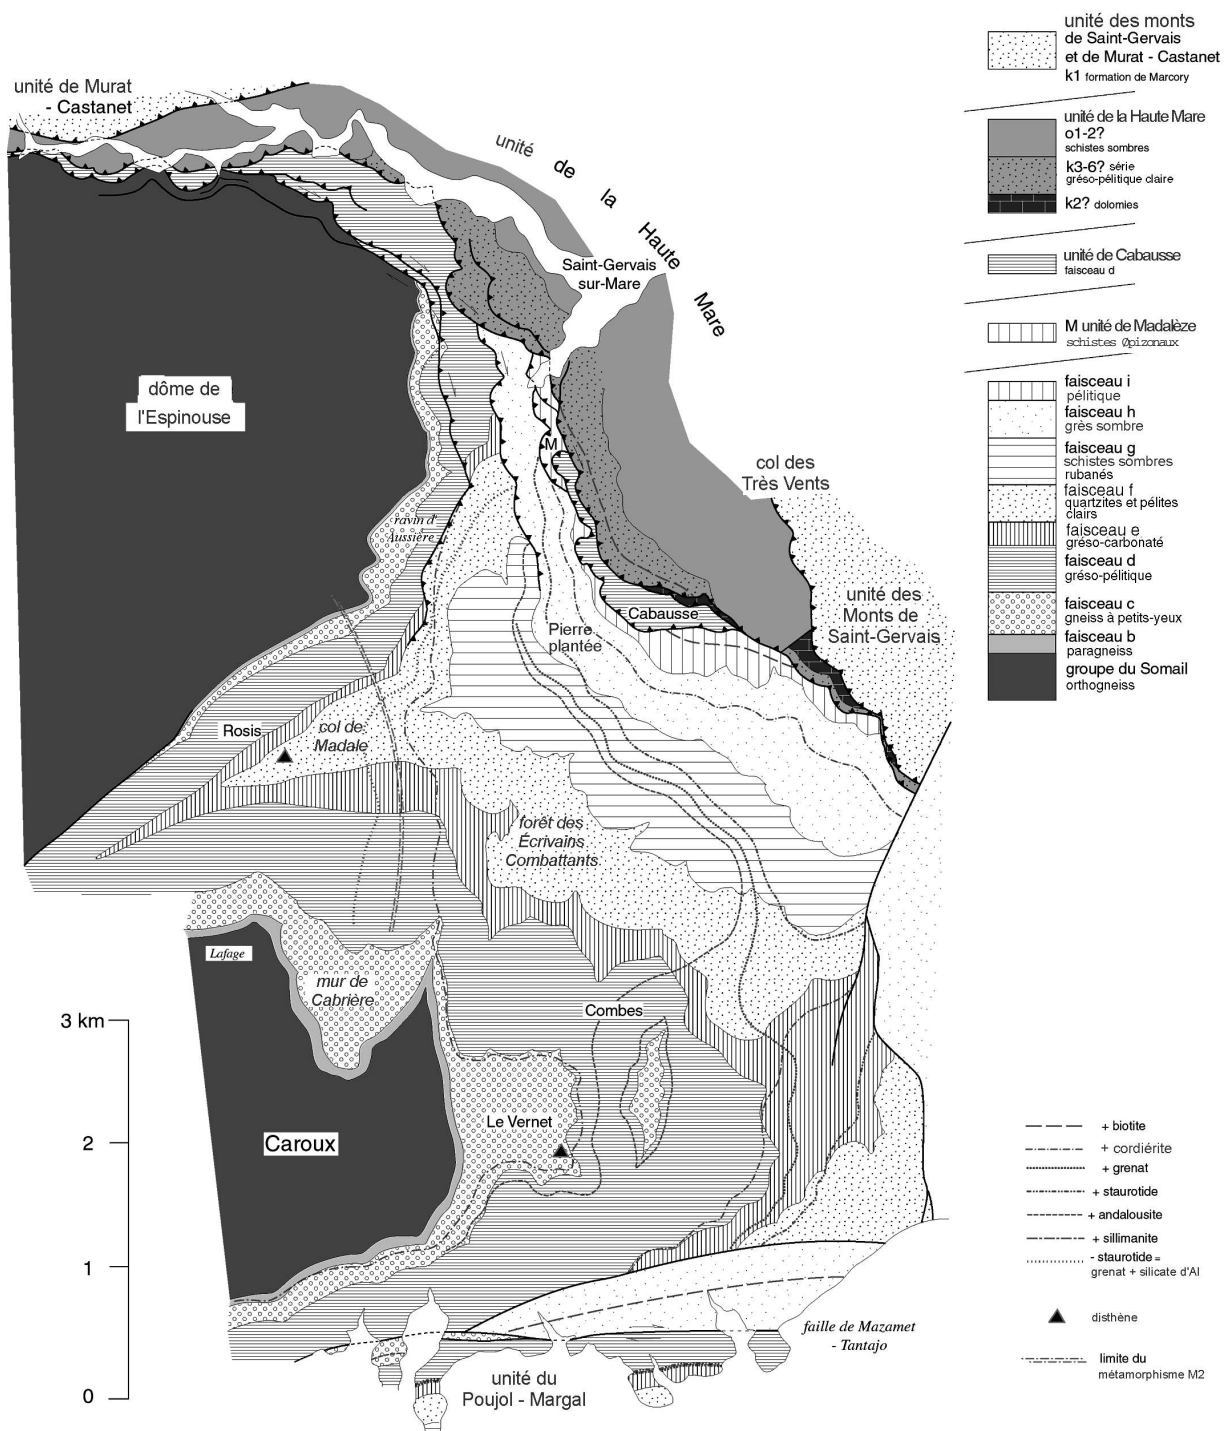 unité de Murat
- Castanet
unité
de
la
Haute
Mare
Saint-Gervais
sur-Mare
dôme de
l'Espinouse
M
col des
Très Vents
ravin d'
Aussière
unité des
Monts de
Saint-Gervais
Cabausse
Pierre
plantée
Rosis
col de
Madale
forêt des
Écrivains
Combattants
Lafage
mur de
Cabrière
Combes
Le Vernet
Caroux
3 km
2
1
0
faille de Mazamet
- Tantajo
unité du
Poujol - Margal
unité des monts
de Saint-Gervais
et de Murat - Castanet
k1 formation de Marcory
unité de la Haute Mare
o1-2?
schistes sombres
k3-6? série
gréso-pélitique claire
k2? dolomies
unité de Cabausse
faisceau d
M unité de Madalèze
schistes Øpizonaux
faisceau i
pélitique
faisceau h
grès sombre
faisceau g
schistes sombres
rubanés
faisceau f
quartzites et pélites
clairs
faisceau e
gréso-carbonaté
faisceau d
gréso-pélitique
faisceau c
gneiss à petits-yeux
faisceau b
paragneiss
groupe du Somail
orthogneiss
+ biotite
+ cordiérite
+ grenat
+ staurotide
+ andalousite
+ sillimanite
- staurotide =
grenat + silicate d'Al
disthène
limite du
métamorphisme M2